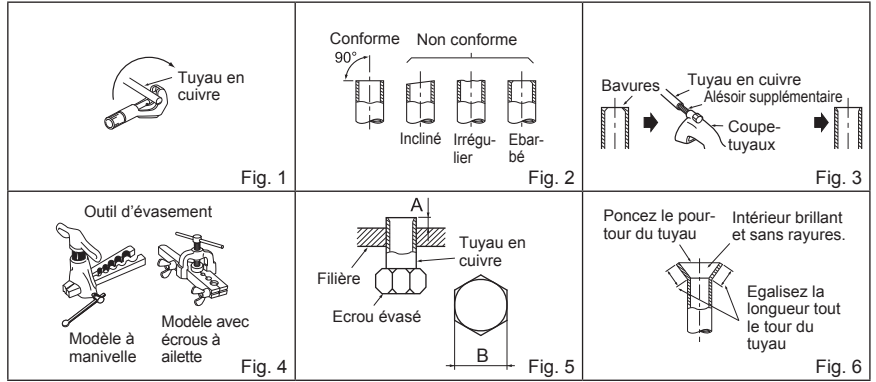 Tuyau en
cuivre
Fig. 1
Conforme
Non conforme
90°
Incliné
Irrégu-
lier
Ebar-
bé
Fig. 2
Bavures
Tuyau en cuivre
Alésoir supplémentaire
Coupe-
tuyaux
Fig. 3
Outil d’évasement
Modèle à
manivelle
Modèle avec
écrous à
ailette
Fig. 4
A
Tuyau en
cuivre
Filière
Ecrou évasé
B
Fig. 5
Poncez le pour-
tour du tuyau
Intérieur brillant
et sans rayures.
Egalisez la
longueur tout
le tour du
tuyau
Fig. 6